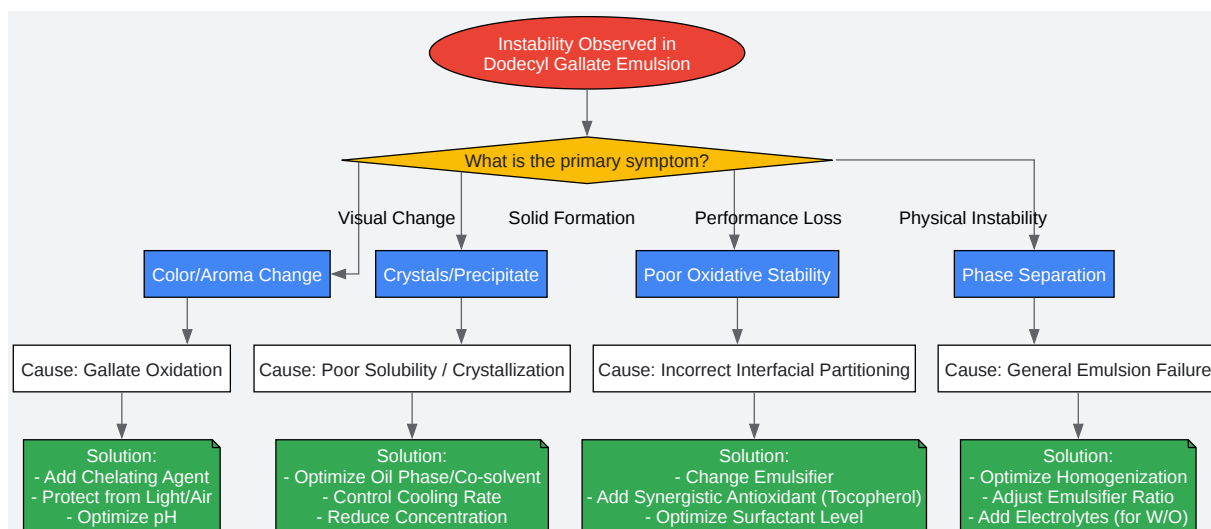 Instability Observed in
Dodecyl Gallate Emulsion
What is the primary symptom?
Visual Change
Solid Formation
Performance Loss
Physical Instability
Color/Aroma Change
Crystals/Precipitate
Poor Oxidative Stability
Phase Separation
Cause: Gallate Oxidation
Cause: Poor Solubility / Crystallization
Cause: Incorrect Interfacial Partitioning
Cause: General Emulsion Failure
Solution:
- Add Chelating Agent
- Protect from Light/Air
- Optimize pH
Solution:
- Optimize Oil Phase/Co-solvent
- Control Cooling Rate
- Reduce Concentration
Solution:
- Change Emulsifier
- Add Synergistic Antioxidant (Tocopherol)
- Optimize Surfactant Level
Solution:
- Optimize Homogenization
- Adjust Emulsifier Ratio
- Add Electrolytes (for W/O)